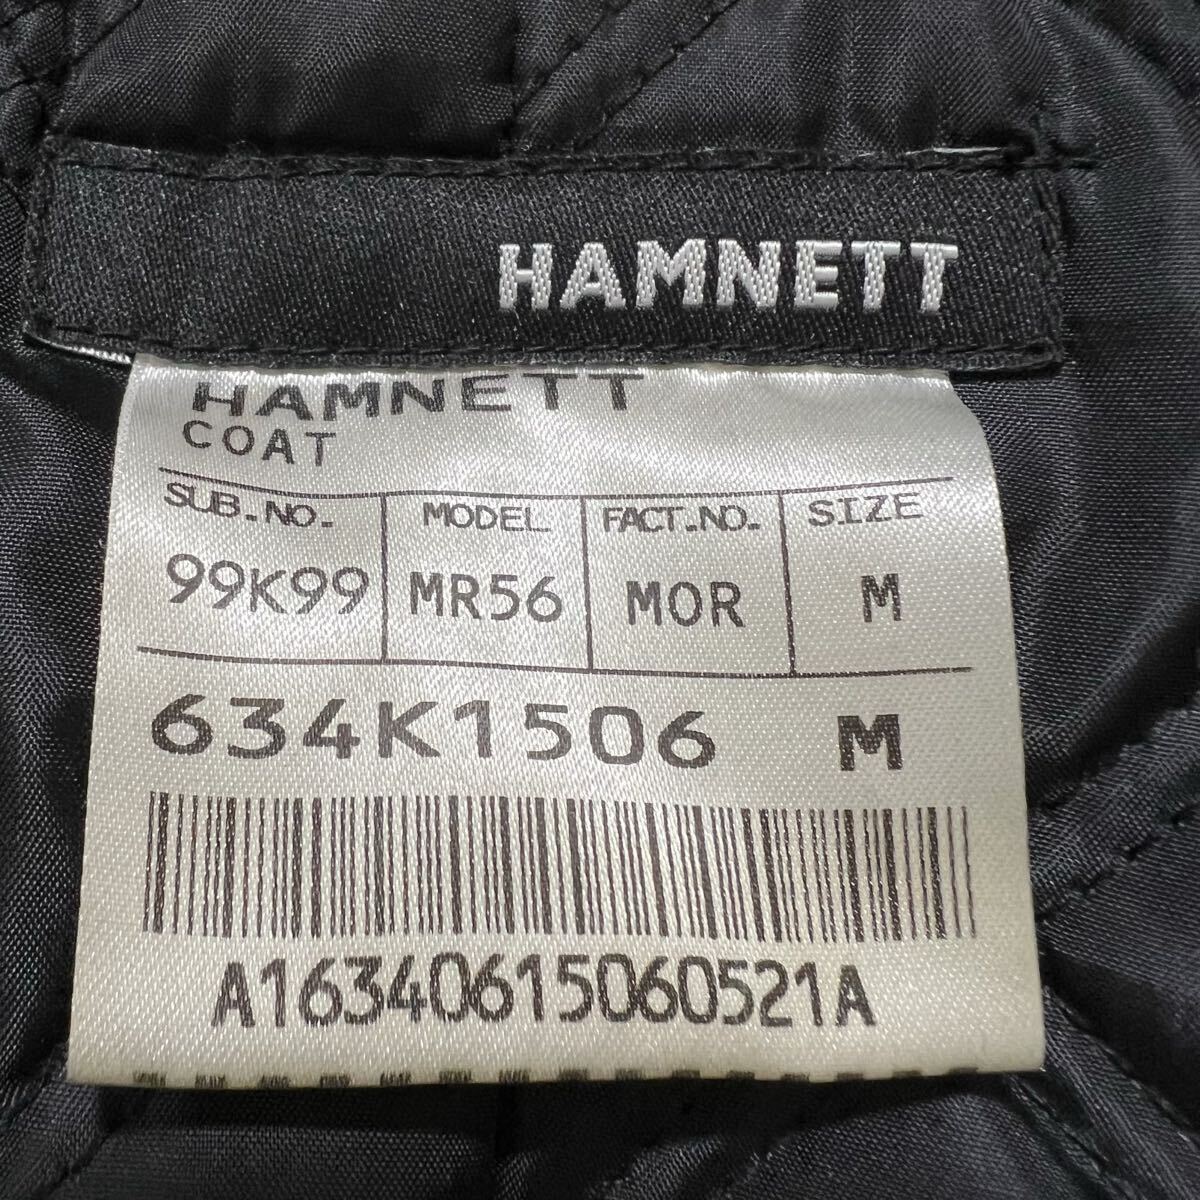 HAMNETT
HAMNETT
COAT
SUB.NO. MODEL FACT.NO. SIZE
99K99 MR56 MOR M
634K1506 M
A16340615060521A